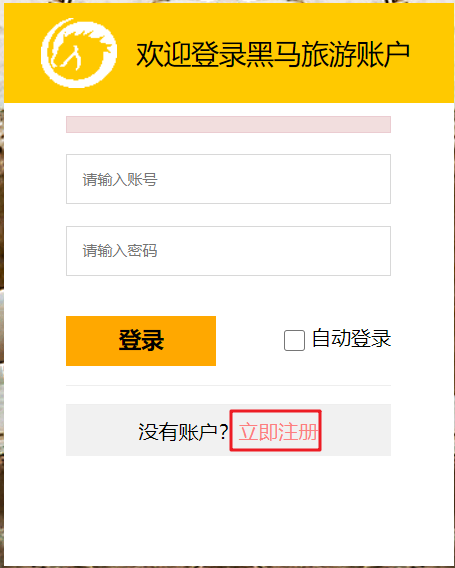 欢迎登录黑马旅游账户
请输入账号
请输入密码
登录
自动登录
没有账户？立即注册